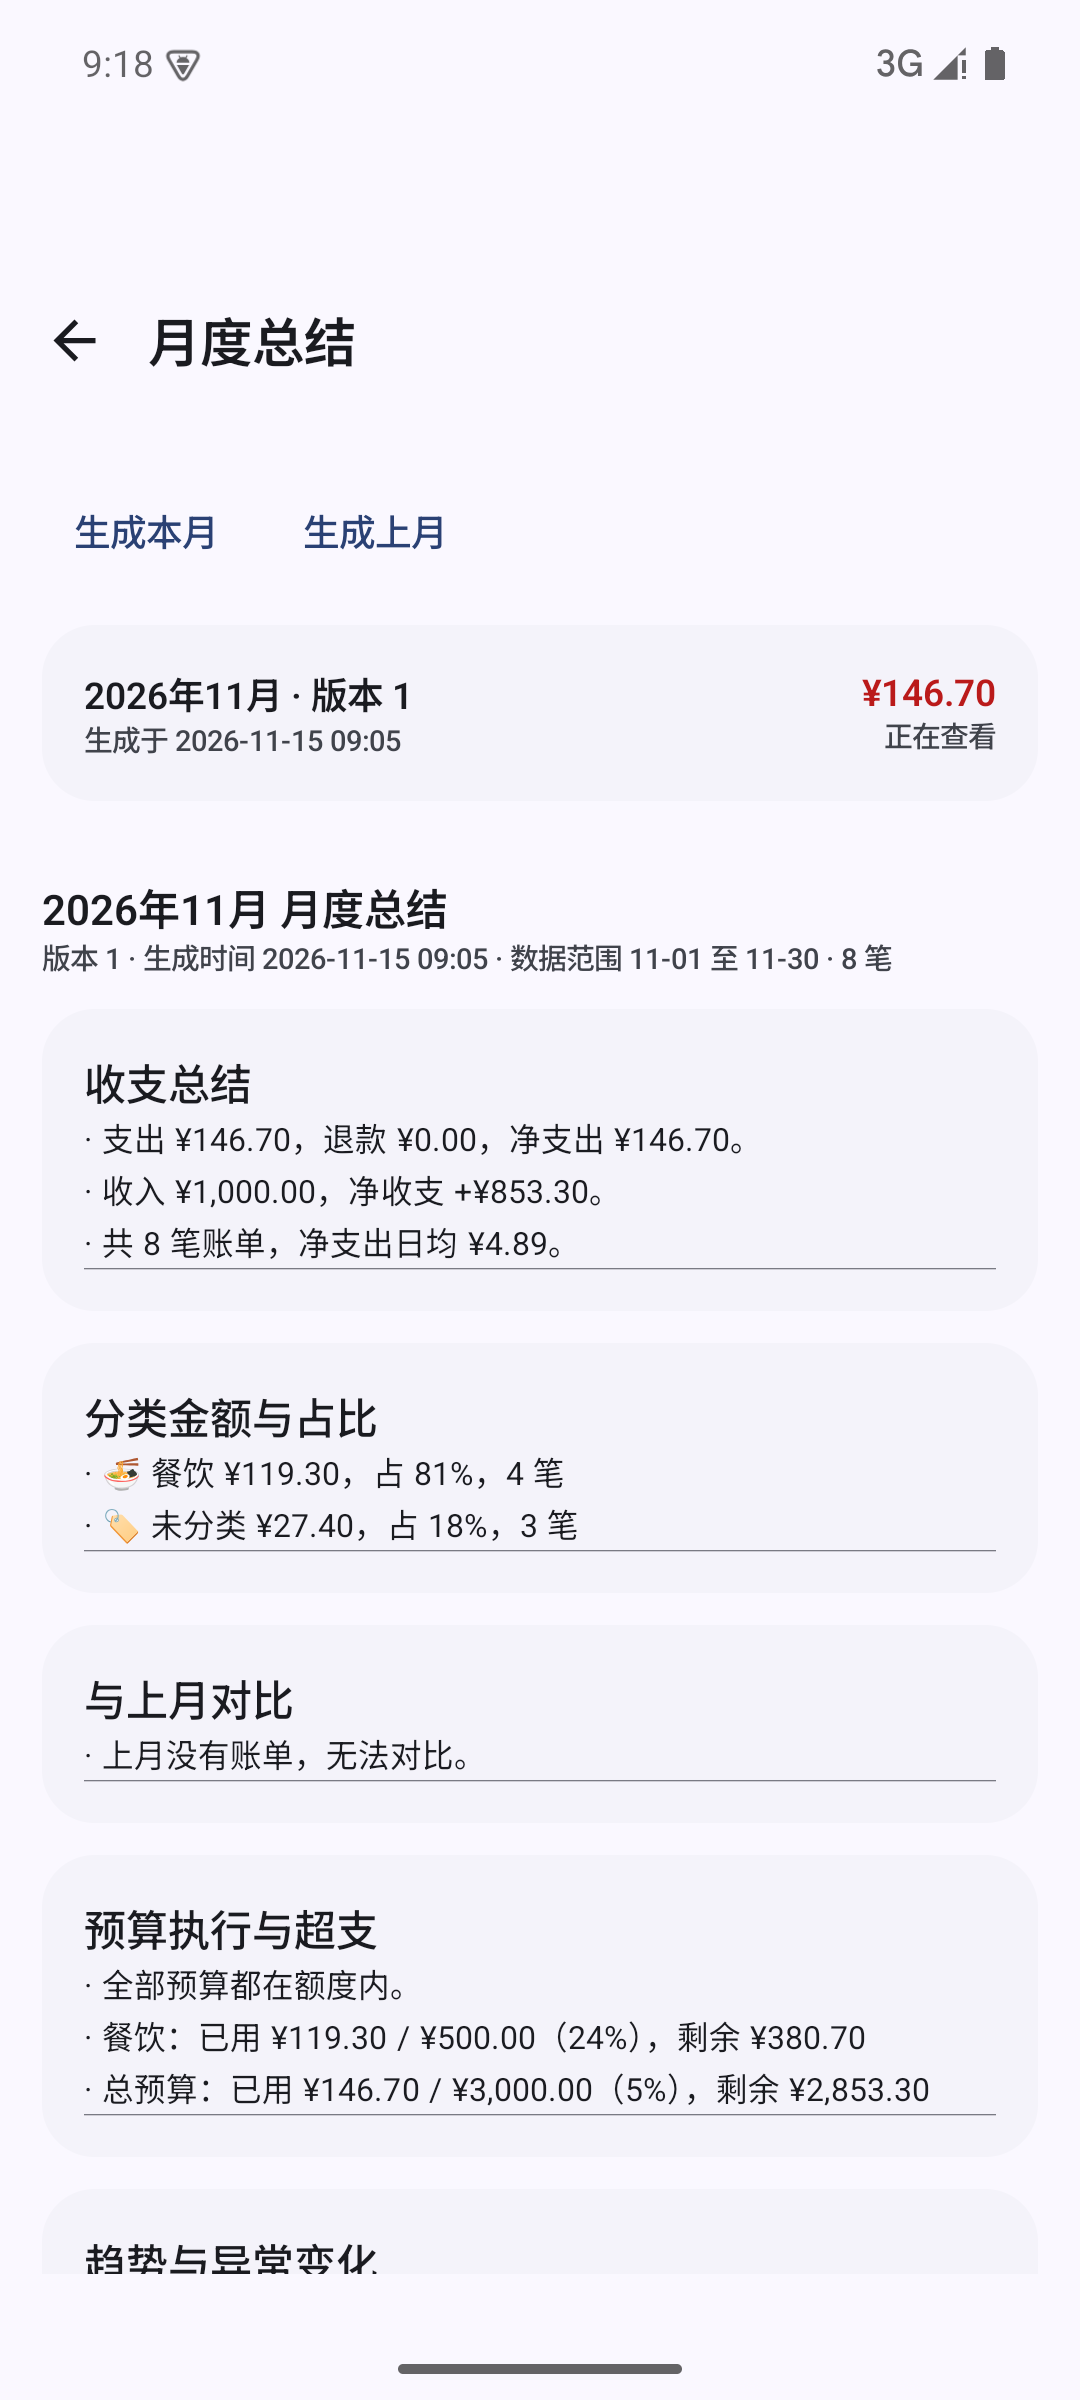 9:18
3G
月度总结
生成本月 生成上月
2026年11月 · 版本 1
¥146.70
生成于 2026-11-15 09:05
正在查看
2026年11月 月度总结
版本 1 · 生成时间 2026-11-15 09:05 · 数据范围 11-01 至 11-30 · 8 笔
收支总结
· 支出 ¥146.70，退款 ¥0.00，净支出 ¥146.70。
· 收入 ¥1,000.00，净收支 +¥853.30。
· 共 8 笔账单，净支出日均 ¥4.89。
分类金额与占比
· 🍜 餐饮 ¥119.30，占 81%，4 笔
· 🏷️ 未分类 ¥27.40，占 18%，3 笔
与上月对比
· 上月没有账单，无法对比。
预算执行与超支
· 全部预算都在额度内。
· 餐饮：已用 ¥119.30 / ¥500.00（24%），剩余 ¥380.70
· 总预算：已用 ¥146.70 / ¥3,000.00（5%），剩余 ¥2,853.30
趋势与异常变化